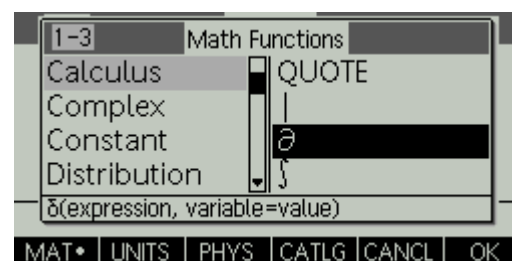 1-3 Math Functions
Calculus QUOTE
Complex |
Constant ∂
Distribution ∫
δ(expression, variable=value)
MAT• UNITS PHYS CATLG CANCL OK